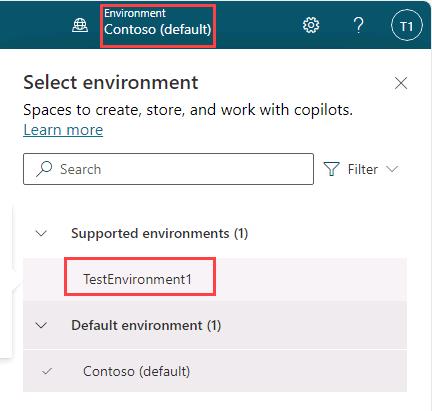 Environment
Contoso (default)
?
T1
Select environment
Spaces to create, store, and work with copilots.
Learn more
Search
Filter
Supported environments (1)
TestEnvironment1
Default environment (1)
Contoso (default)